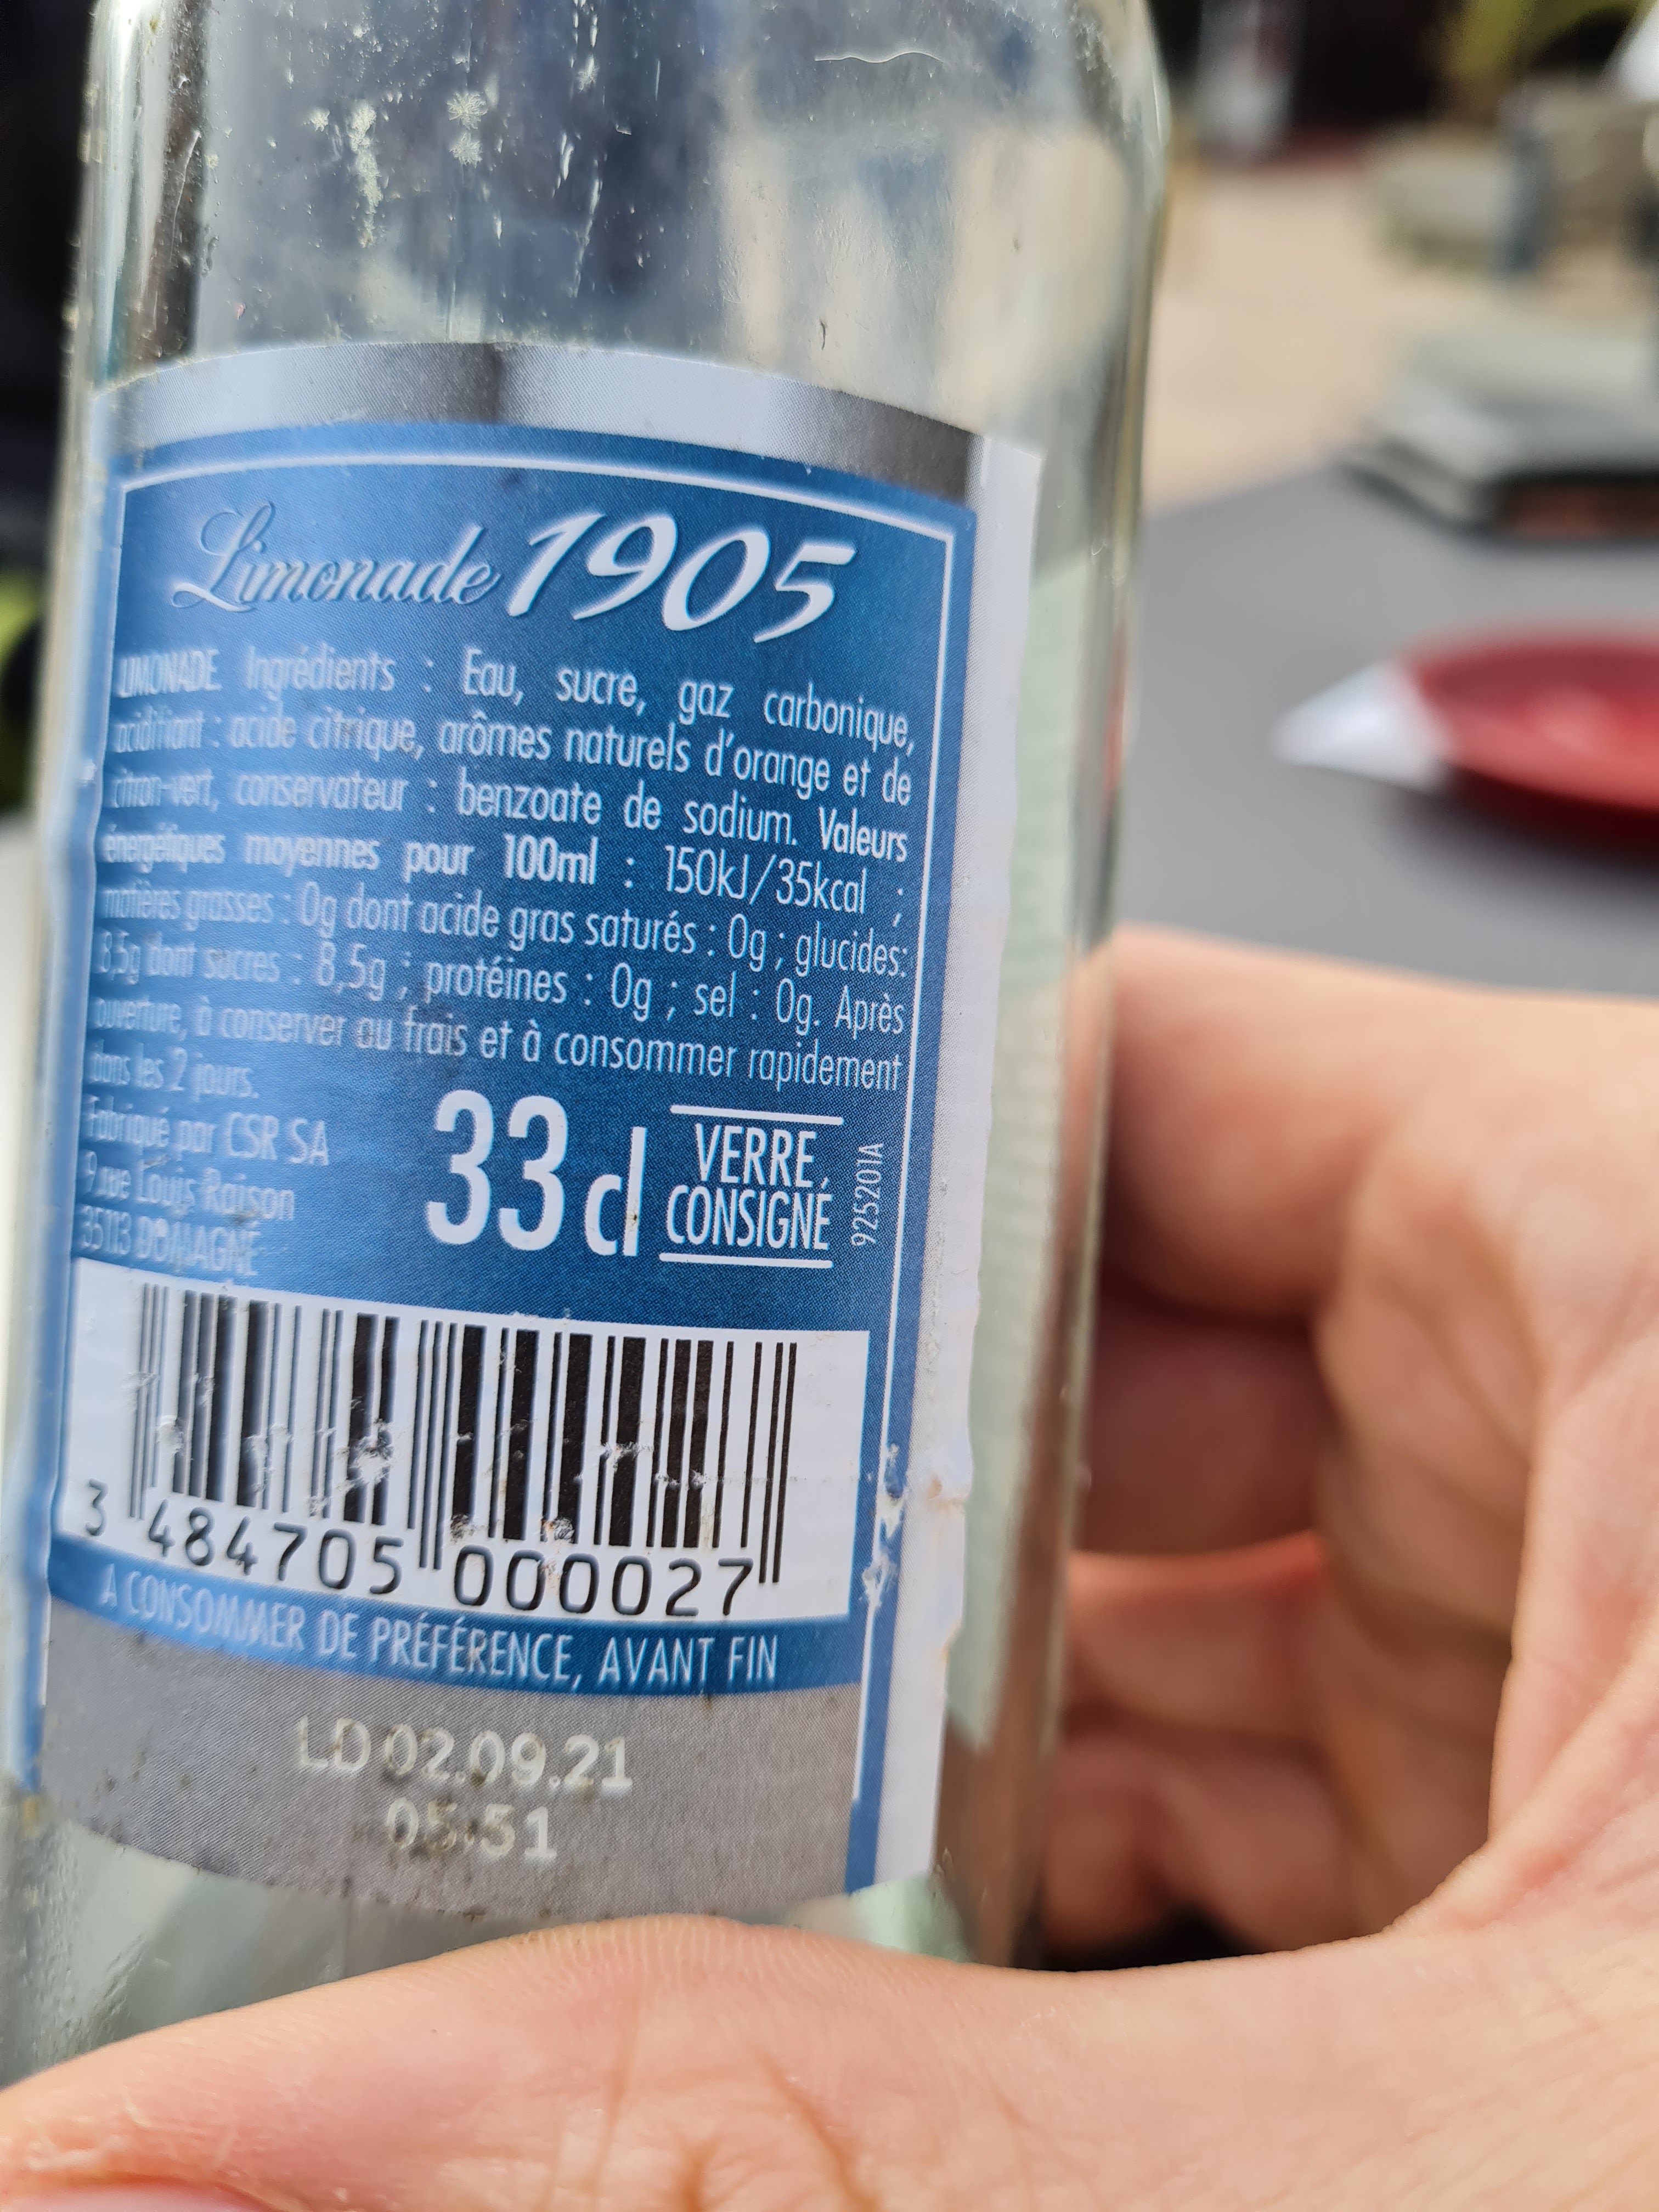 Limonade 1905
LIMONADE Ingrédients : Eau, sucre, gaz carbonique,
acidifiant : acide citrique, arômes naturels d'orange et de
citron-vert, conservateur : benzoate de sodium. Valeurs
énergétiques moyennes pour 100ml : 150kJ/35kcal ;
matières grasses : 0g dont acide gras saturés : 0g ; glucides:
8,5g dont sucres : 8,5g ; protéines : 0g ; sel : 0g. Après
ouverture, à conserver au frais et à consommer rapidement
dans les 2 jours.
Fabriqué par CSR SA
9 rue Louis Raison
35113 DOMAGNÉ
33cl
VERRE
CONSIGNÉ
925201A
3 484705 000027
A CONSOMMER DE PRÉFÉRENCE, AVANT FIN
LD 02.09.21
05:51